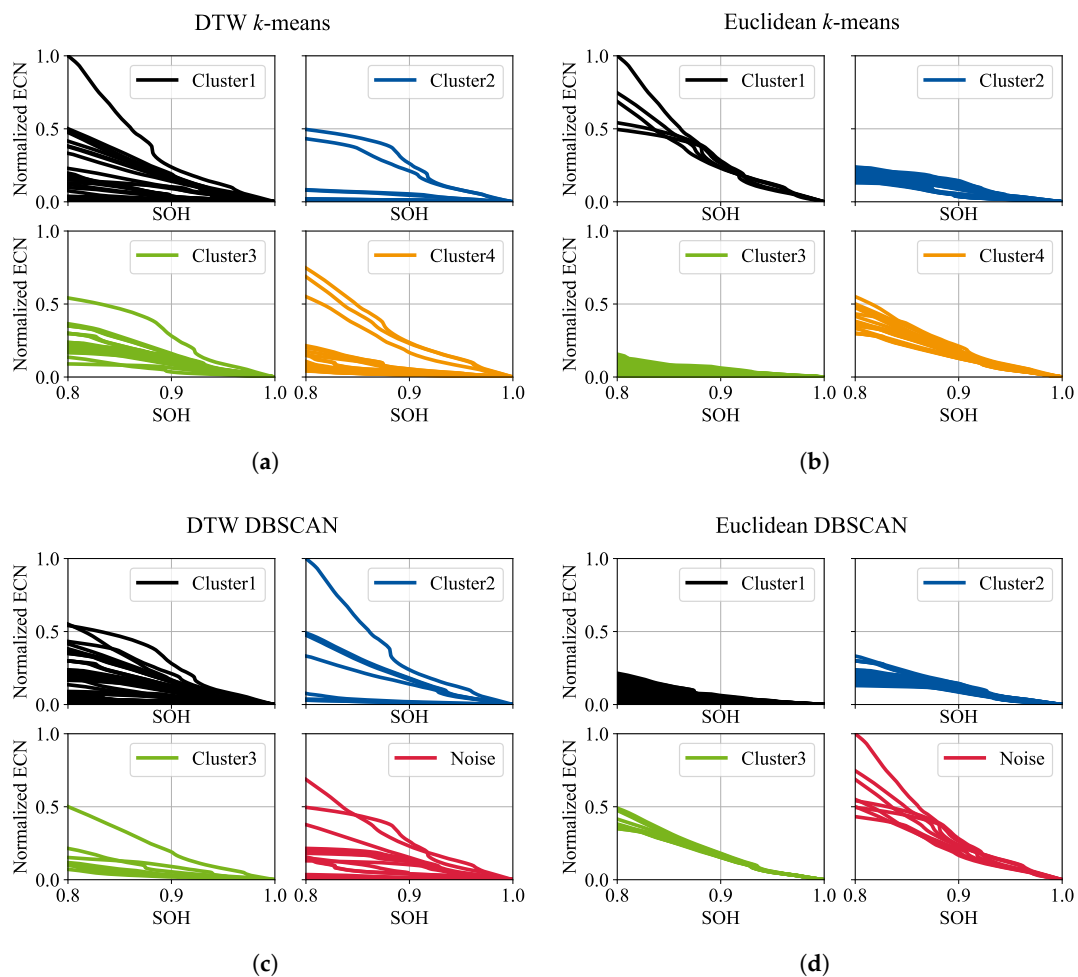 DTW k-means
Euclidean k-means
Normalized ECN
1.0
0.5
0.0
Cluster1
SOH
Cluster2
SOH
Normalized ECN
1.0
0.5
0.0
Cluster1
SOH
Cluster2
SOH
Normalized ECN
1.0
0.5
0.0
Cluster3
0.8 0.9 1.0
SOH
Cluster4
0.8 0.9 1.0
SOH
Normalized ECN
1.0
0.5
0.0
Cluster3
0.8 0.9 1.0
SOH
Cluster4
0.8 0.9 1.0
SOH
(a)
(b)
DTW DBSCAN
Euclidean DBSCAN
Normalized ECN
1.0
0.5
0.0
Cluster1
SOH
Cluster2
SOH
Normalized ECN
1.0
0.5
0.0
Cluster1
SOH
Cluster2
SOH
Normalized ECN
1.0
0.5
0.0
Cluster3
0.8 0.9 1.0
SOH
Noise
0.8 0.9 1.0
SOH
Normalized ECN
1.0
0.5
0.0
Cluster3
0.8 0.9 1.0
SOH
Noise
0.8 0.9 1.0
SOH
(c)
(d)